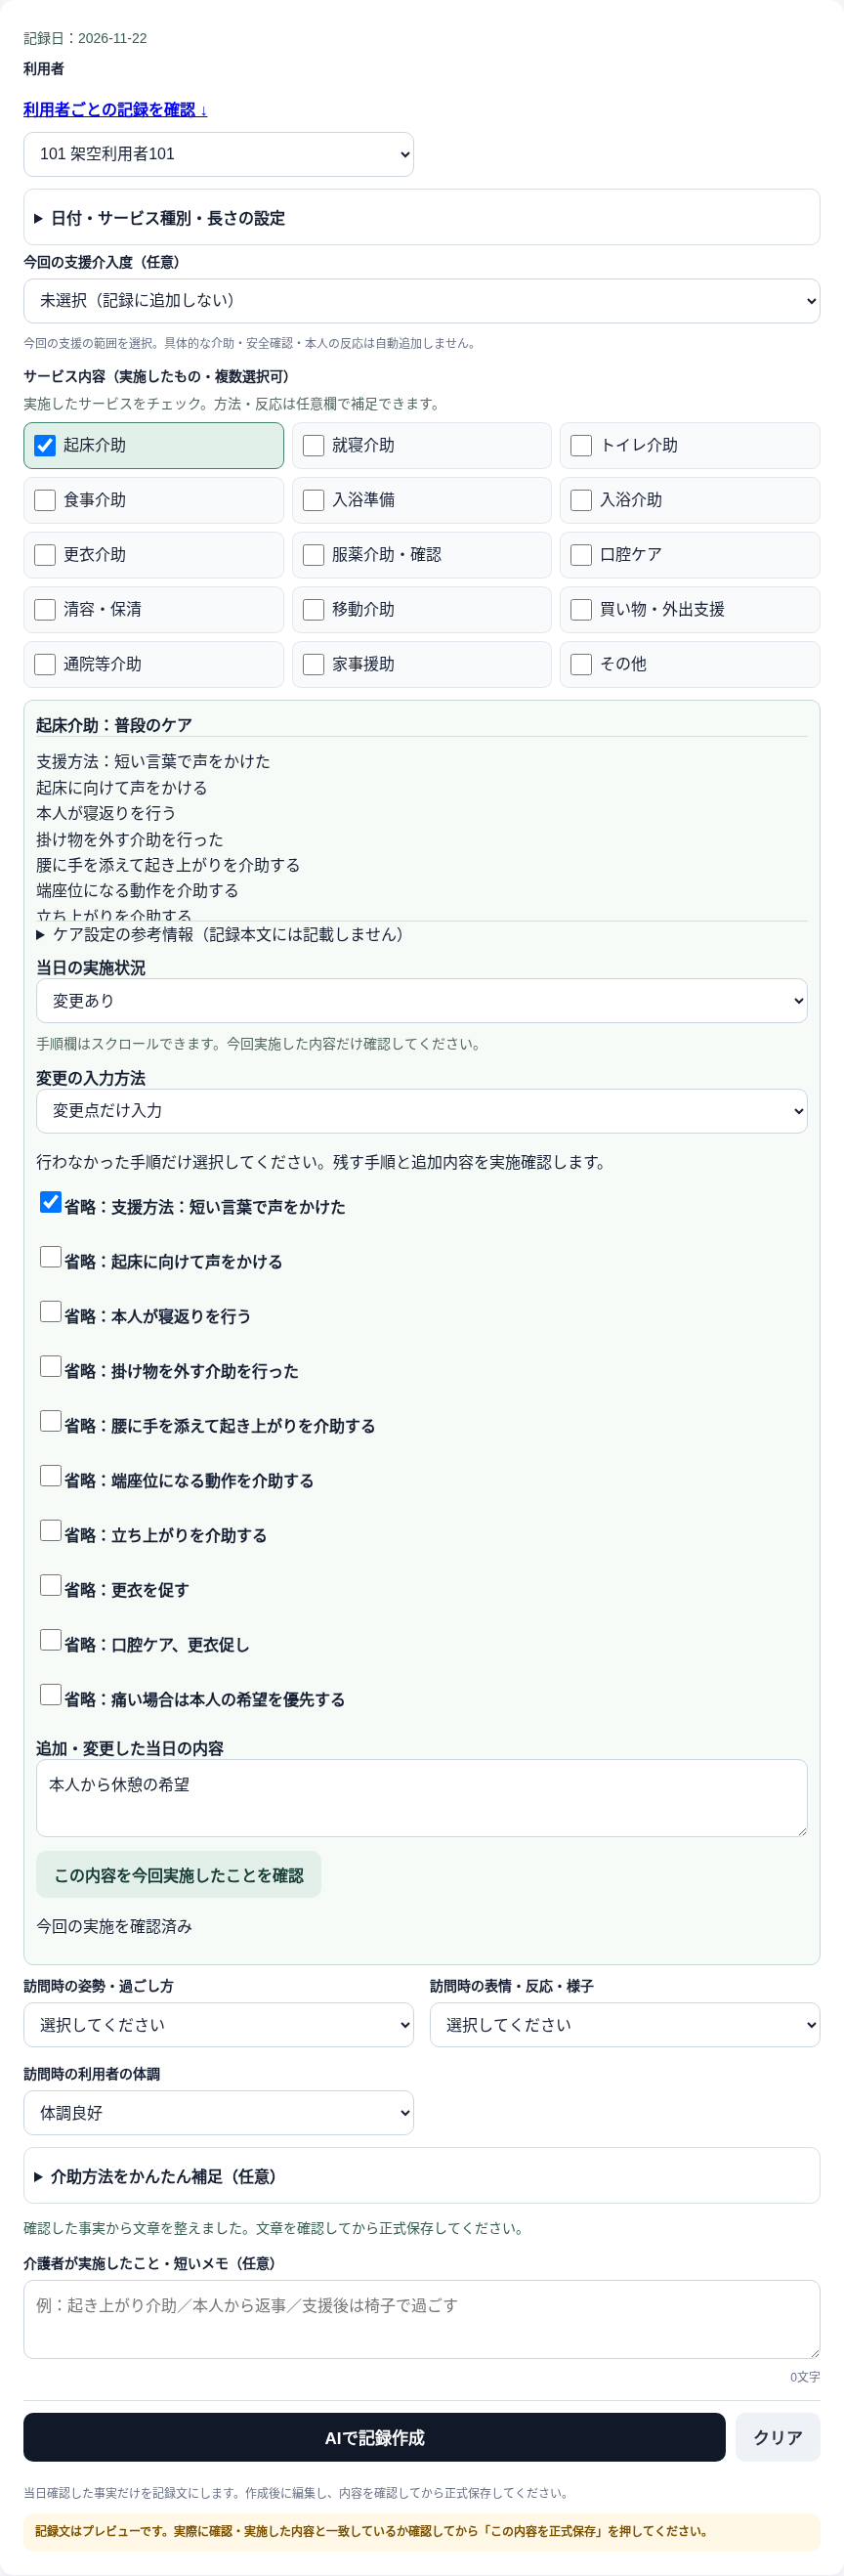 記録日：2026-11-22
利用者
利用者ごとの記録を確認 ↓
101 架空利用者101
▶ 日付・サービス種別・長さの設定
今回の支援介入度（任意）
未選択（記録に追加しない）
今回の支援の範囲を選択。具体的な介助・安全確認・本人の反応は自動追加しません。
サービス内容（実施したもの・複数選択可）
実施したサービスをチェック。方法・反応は任意欄で補足できます。
起床介助
就寝介助
トイレ介助
食事介助
入浴準備
入浴介助
更衣介助
服薬介助・確認
口腔ケア
清容・保清
移動介助
買い物・外出支援
通院等介助
家事援助
その他
起床介助：普段のケア
支援方法：短い言葉で声をかけた
起床に向けて声をかける
本人が寝返りを行う
掛け物を外す介助を行った
腰に手を添えて起き上がりを介助する
端座位になる動作を介助する
立ち上がりを介助する
▶ ケア設定の参考情報（記録本文には記載しません）
当日の実施状況
変更あり
手順欄はスクロールできます。今回実施した内容だけ確認してください。
変更の入力方法
変更点だけ入力
行わなかった手順だけ選択してください。残す手順と追加内容を実施確認します。
省略：支援方法：短い言葉で声をかけた
省略：起床に向けて声をかける
省略：本人が寝返りを行う
省略：掛け物を外す介助を行った
省略：腰に手を添えて起き上がりを介助する
省略：端座位になる動作を介助する
省略：立ち上がりを介助する
省略：更衣を促す
省略：口腔ケア、更衣促し
省略：痛い場合は本人の希望を優先する
追加・変更した当日の内容
本人から休憩の希望
この内容を今回実施したことを確認
今回の実施を確認済み
訪問時の姿勢・過ごし方
訪問時の表情・反応・様子
選択してください
選択してください
訪問時の利用者の体調
体調良好
▶ 介助方法をかんたん補足（任意）
確認した事実から文章を整えました。文章を確認してから正式保存してください。
介護者が実施したこと・短いメモ（任意）
例：起き上がり介助／本人から返事／支援後は椅子で過ごす
0文字
AIで記録作成
クリア
当日確認した事実だけを記録文にします。作成後に編集し、内容を確認してから正式保存してください。
記録文はプレビューです。実際に確認・実施した内容と一致しているか確認してから「この内容を正式保存」を押してください。